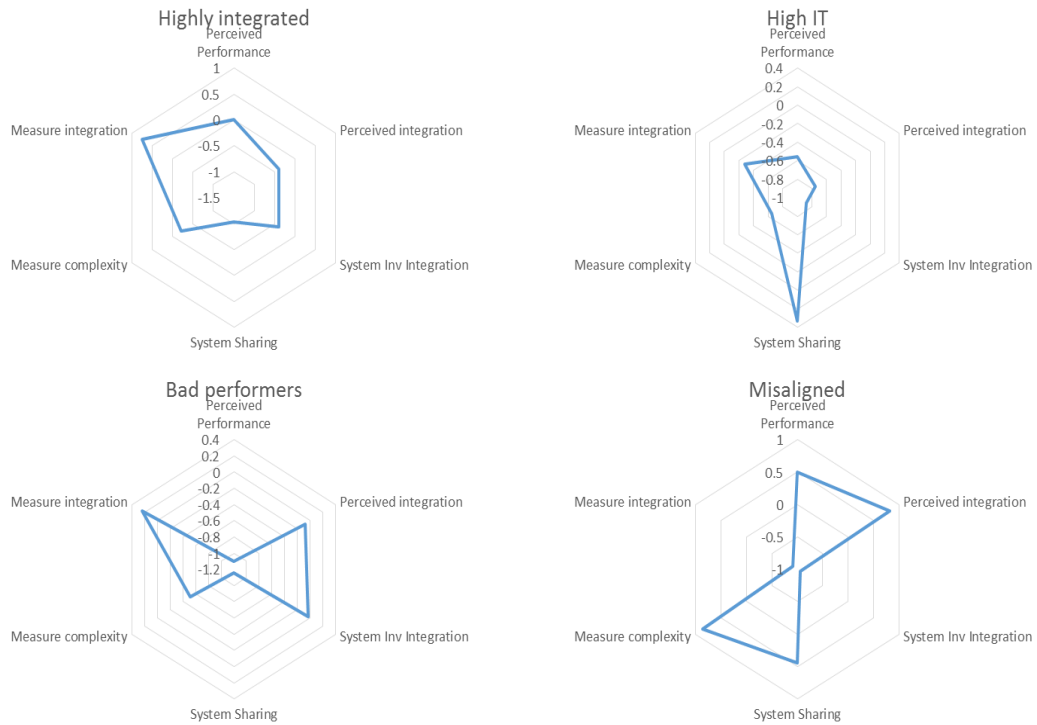 Highly integrated
Perceived
Performance
1
0.5
0
-0.5
-1
-1.5
Perceived integration
System Inv Integration
System Sharing
Measure complexity
Measure integration
High IT
Perceived
Performance
0.4
0.2
0
-0.2
-0.4
-0.6
-0.8
-1
Perceived integration
System Inv Integration
System Sharing
Measure complexity
Measure integration
Bad performers
Perceived
Performance
0.4
0.2
0
-0.2
-0.4
-0.6
-0.8
-1
-1.2
Perceived integration
System Inv Integration
System Sharing
Measure complexity
Measure integration
Misaligned
Perceived
Performance
1
0.5
0
-0.5
-1
Perceived integration
System Inv Integration
System Sharing
Measure complexity
Measure integration